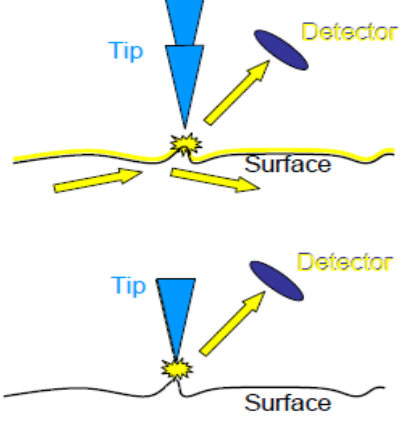 Detector
Tip
Surface
Detector
Tip
Surface